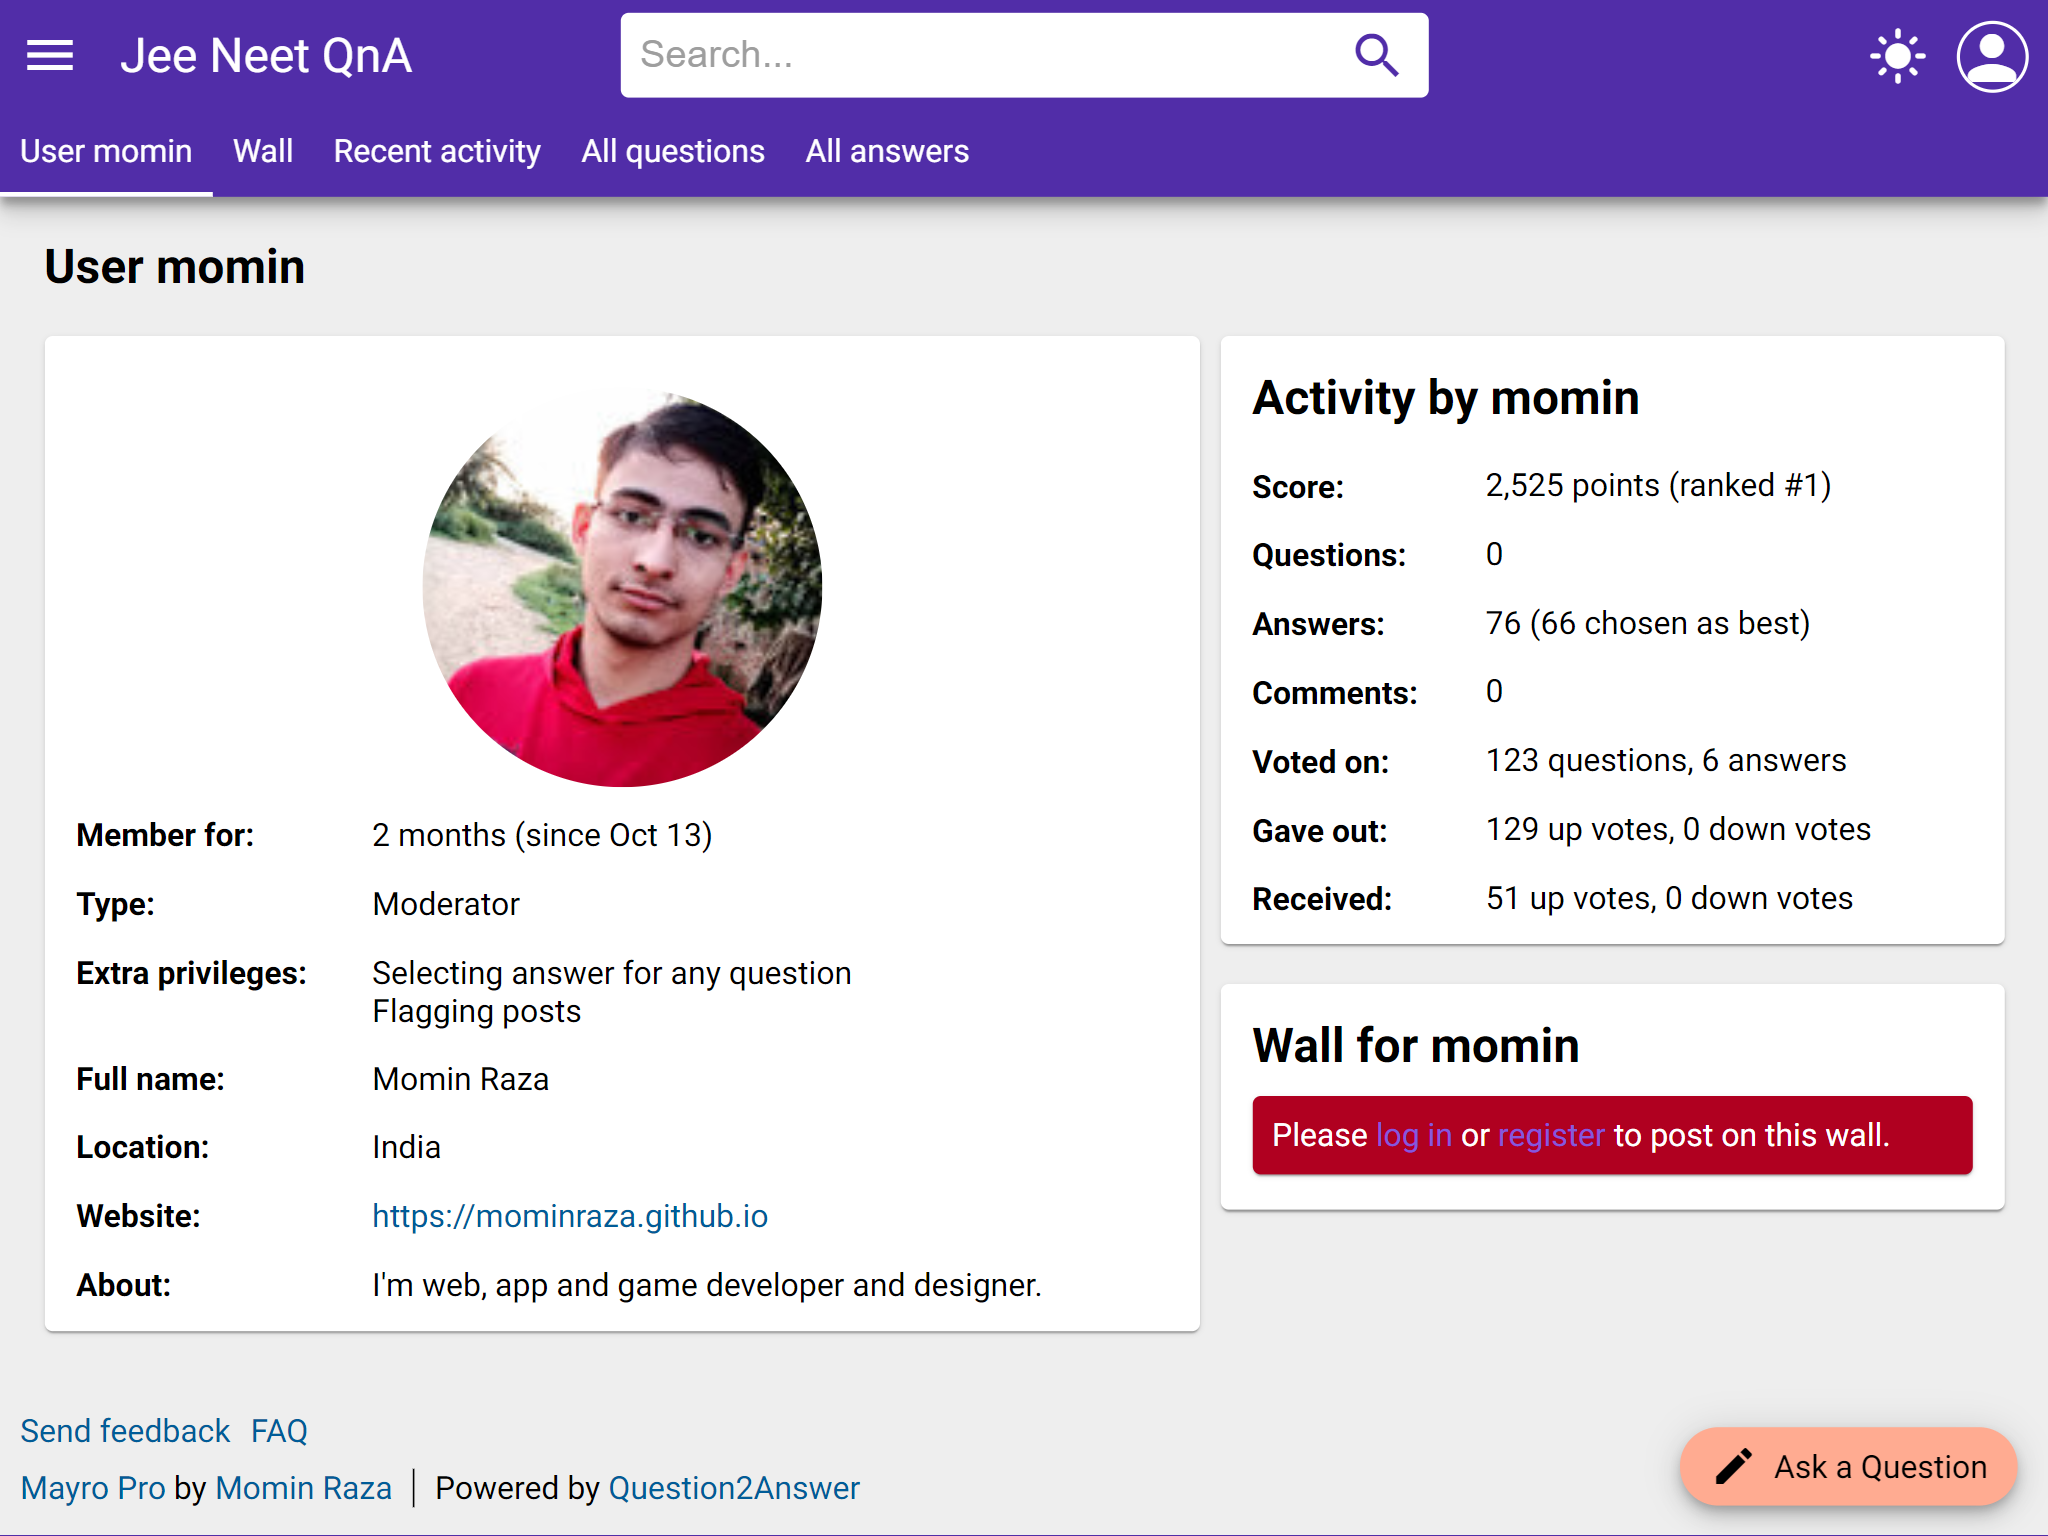 Jee Neet QnA
Search...
User momin Wall Recent activity All questions All answers
User momin
Member for: 2 months (since Oct 13)
Type: Moderator
Extra privileges: Selecting answer for any question
Flagging posts
Full name: Momin Raza
Location: India
Website: https://mominraza.github.io
About: I'm web, app and game developer and designer.
Activity by momin
Score: 2,525 points (ranked #1)
Questions: 0
Answers: 76 (66 chosen as best)
Comments: 0
Voted on: 123 questions, 6 answers
Gave out: 129 up votes, 0 down votes
Received: 51 up votes, 0 down votes
Wall for momin
Please log in or register to post on this wall.
Send feedback FAQ
Mayro Pro by Momin Raza | Powered by Question2Answer
Ask a Question